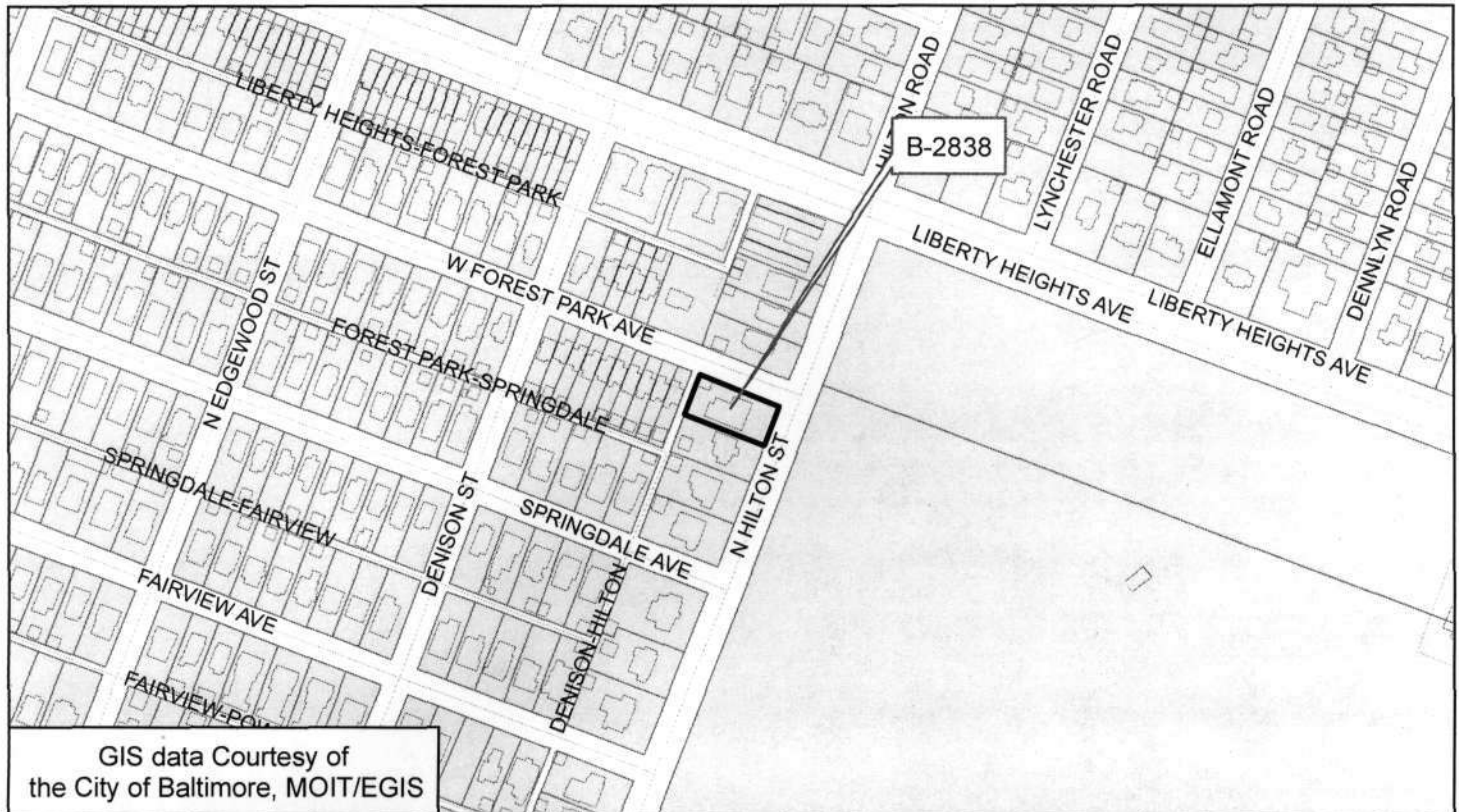 HILTON ROAD
LYNCHESTER ROAD
ELLAMONT ROAD
DENNLYN ROAD
B-2838
LIBERTY HEIGHTS-FOREST PARK
LIBERTY HEIGHTS AVE
LIBERTY HEIGHTS AVE
W FOREST PARK AVE
N EDGEWOOD ST
FOREST PARK-SPRINGDALE
N HILTON ST
SPRINGDALE-FAIRVIEW
DENISON ST
SPRINGDALE AVE
DENISON-HILTON
FAIRVIEW AVE
GIS data Courtesy of
the City of Baltimore, MOIT/EGIS